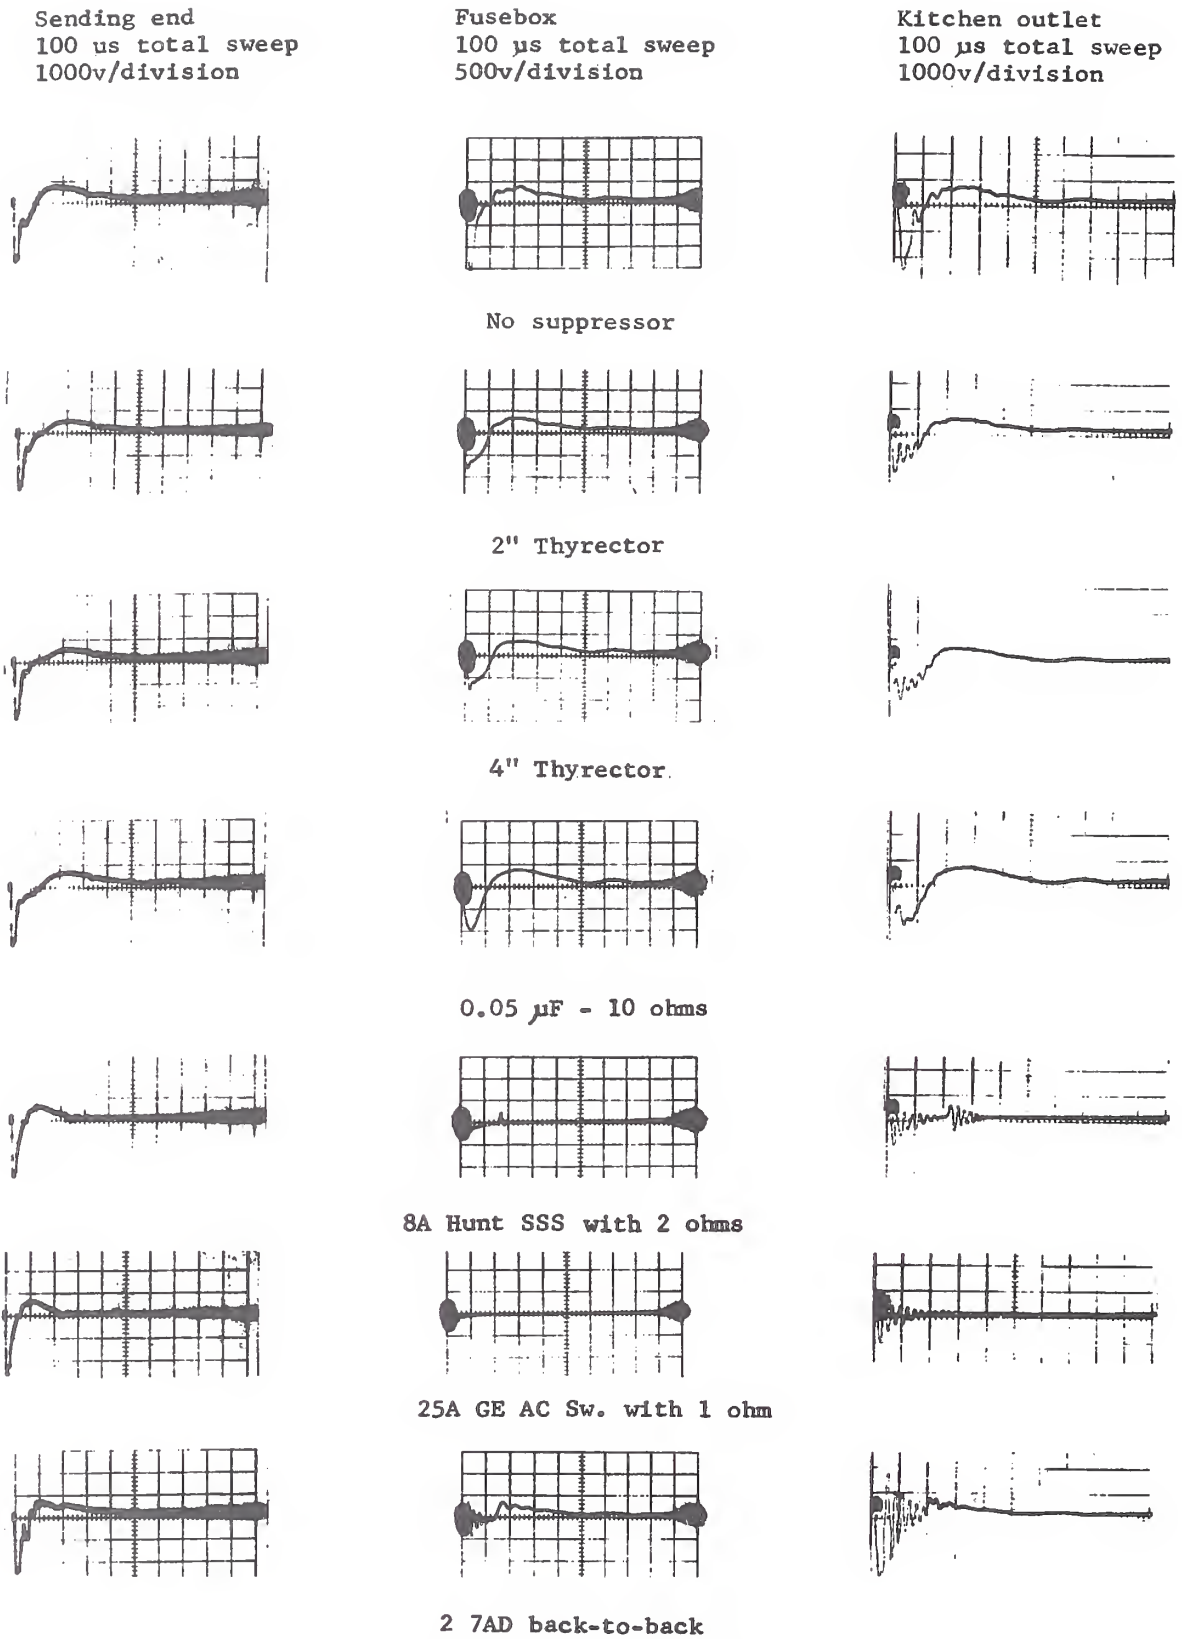 Sending end
100 us total sweep
1000v/division
Fusebox
100 µs total sweep
500v/division
Kitchen outlet
100 µs total sweep
1000v/division
No suppressor
2" Thyrector
4" Thyrector
0.05 µF - 10 ohms
8A Hunt SSS with 2 ohms
25A GE AC Sw. with 1 ohm
2 7AD back-to-back